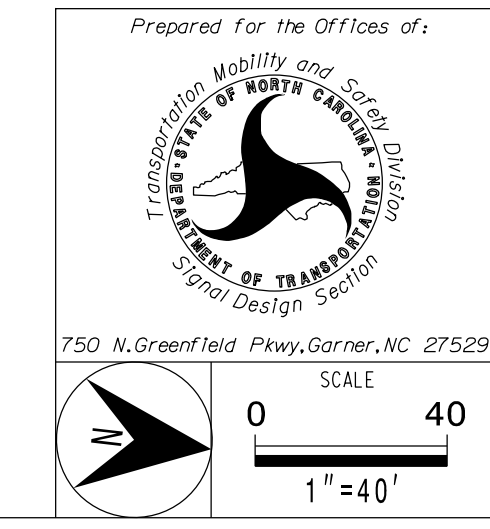 Prepared for the Offices of:
Transportation Mobility and Safety Division
STATE OF NORTH CAROLINA
DEPARTMENT OF TRANSPORTATION
Signal Design Section
750 N.Greenfield Pkwy,Garner,NC 27529
N
SCALE
0 40
1"=40'